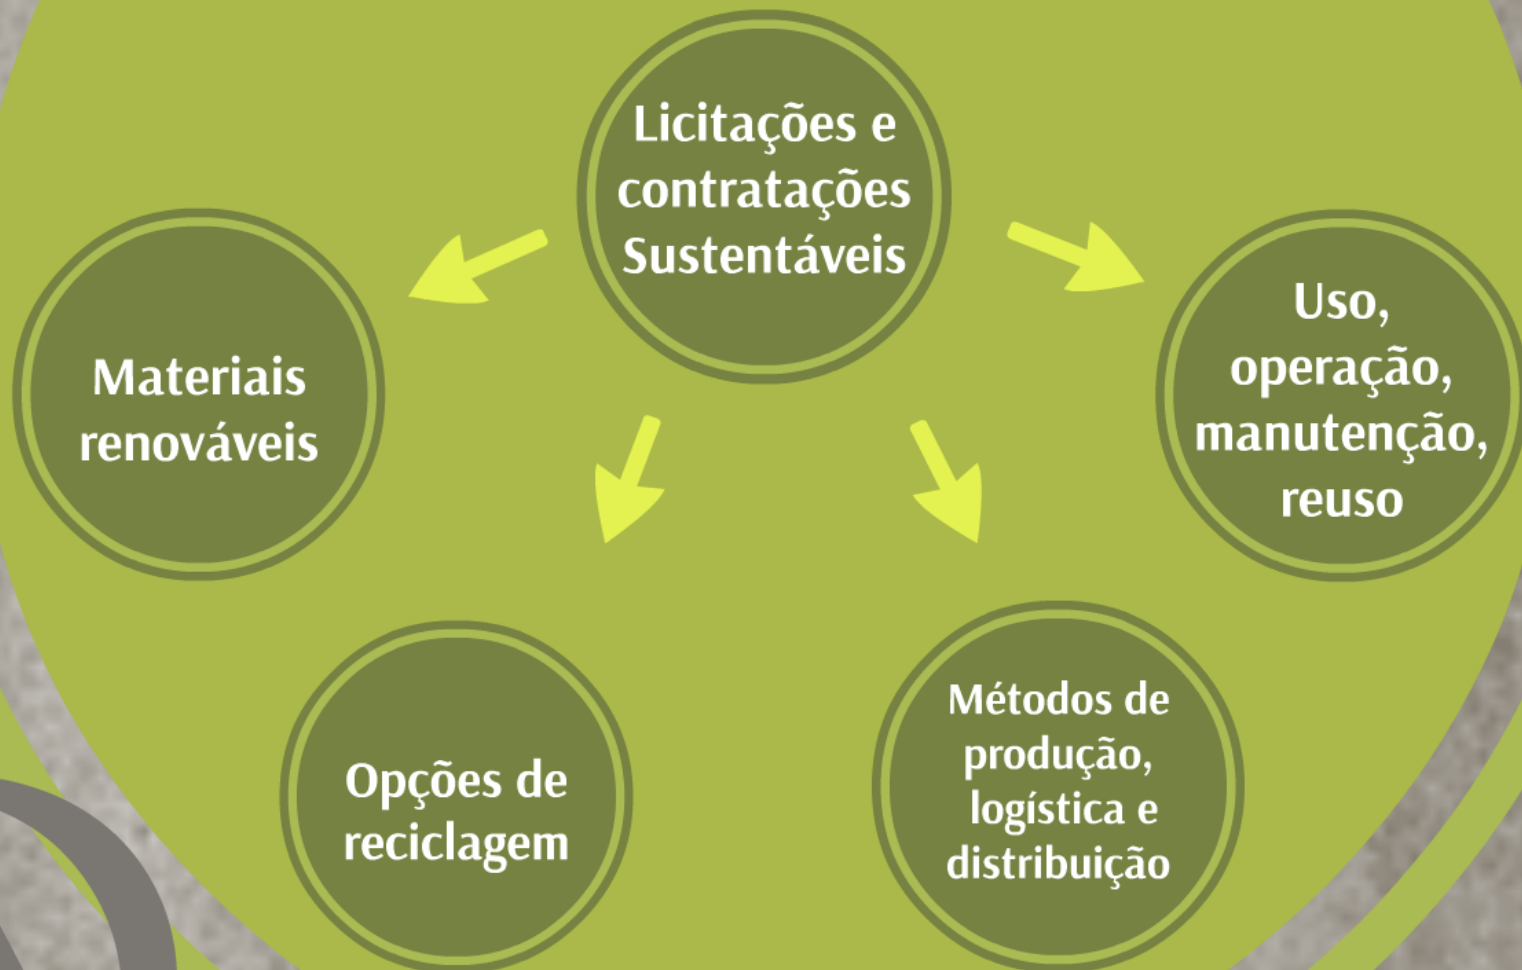 Licitações e
contratações
Sustentáveis
Materiais
renováveis
Uso,
operação,
manutenção,
reuso
Opções de
reciclagem
Métodos de
produção,
logística e
distribuição